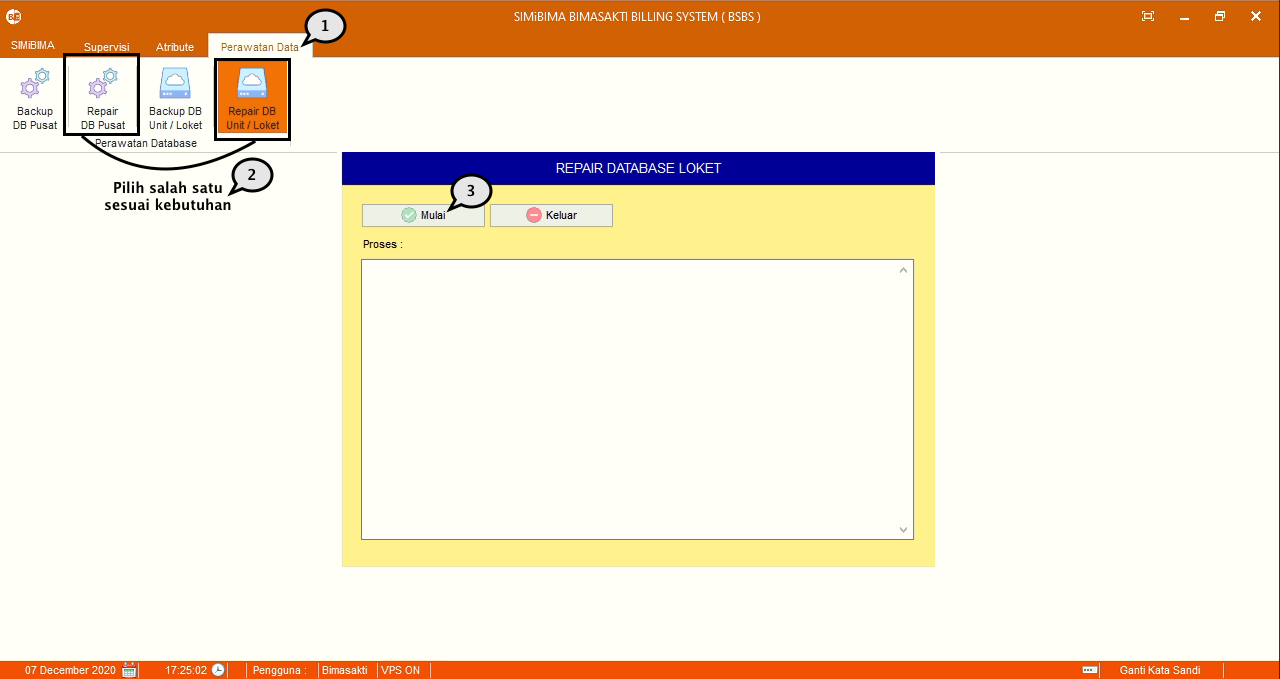 SIMiBIMA BIMASAKTI BILLING SYSTEM ( BSBS )
SIMiBIMA Supervisi Atribute Perawatan Data
1
Backup
DB Pusat
Repair
DB Pusat
Backup DB
Unit / Loket
Repair DB
Unit / Loket
Perawatan Database
2
Pilih salah satu
sesuai kebutuhan
REPAIR DATABASE LOKET
3
Mulai Keluar
Proses :
07 December 2020 17:25:02 Pengguna : Bimasakti VPS ON Ganti Kata Sandi